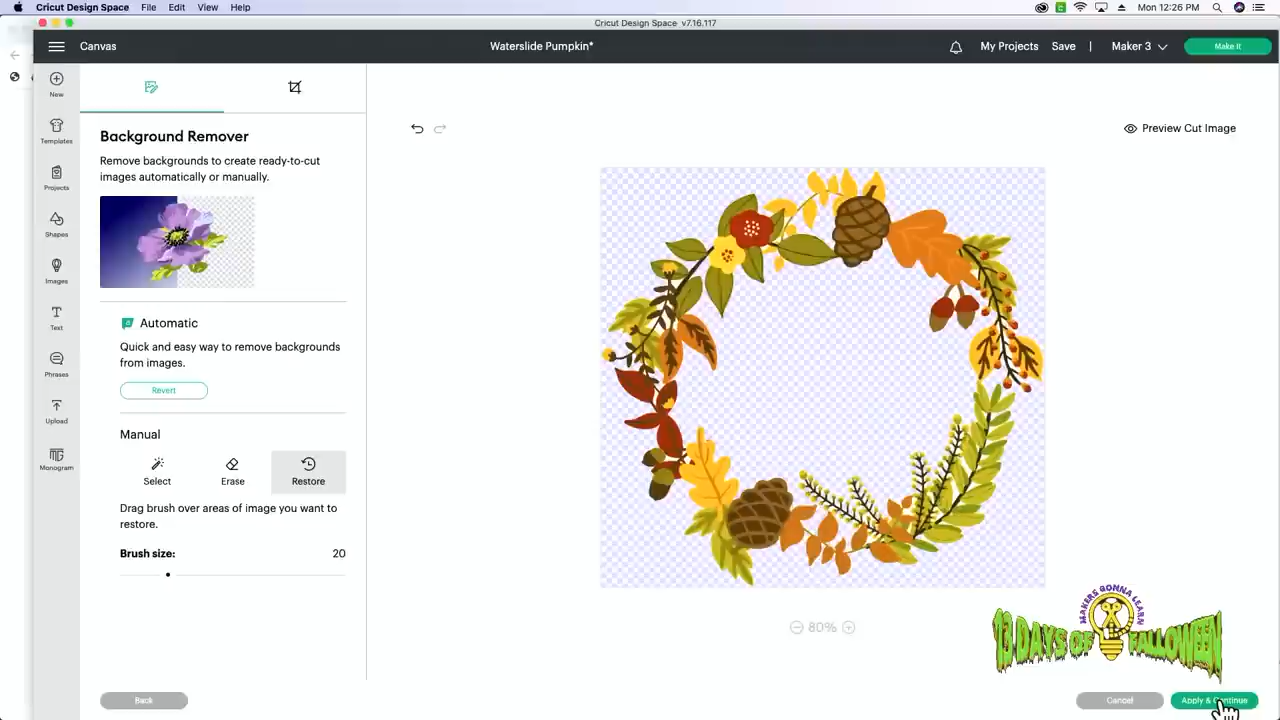 Cricut Design Space File Edit View Help Mon 12:26 PM
Cricut Design Space v7.16.117
Canvas Waterslide Pumpkin* My Projects Save | Maker 3 Make It
New
Templates
Projects
Shapes
Images
Text
Phrases
Upload
Monogram
Background Remover
Remove backgrounds to create ready-to-cut
images automatically or manually.
Automatic
Quick and easy way to remove backgrounds
from images.
Revert
Manual
Select Erase Restore
Drag brush over areas of image you want to
restore.
Brush size: 20
Preview Cut Image
80%
MAKERS GONNA LEARN
13 DAYS OF FALLOWEEN
Back Cancel Apply & Continue